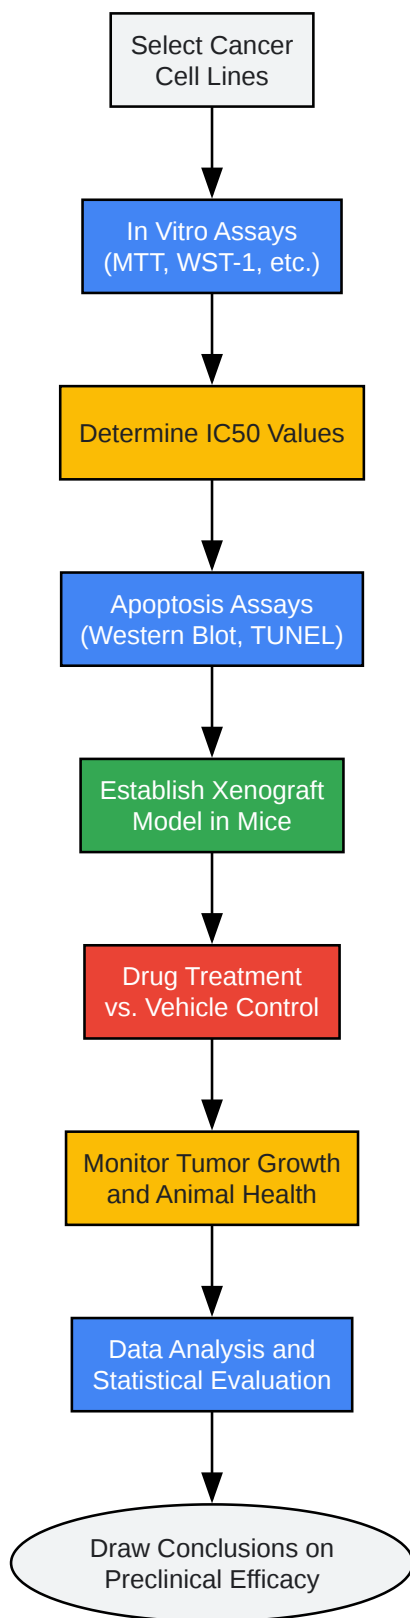 Select Cancer
Cell Lines
In Vitro Assays
(MTT, WST-1, etc.)
Determine IC50 Values
Apoptosis Assays
(Western Blot, TUNEL)
Establish Xenograft
Model in Mice
Drug Treatment
vs. Vehicle Control
Monitor Tumor Growth
and Animal Health
Data Analysis and
Statistical Evaluation
Draw Conclusions on
Preclinical Efficacy